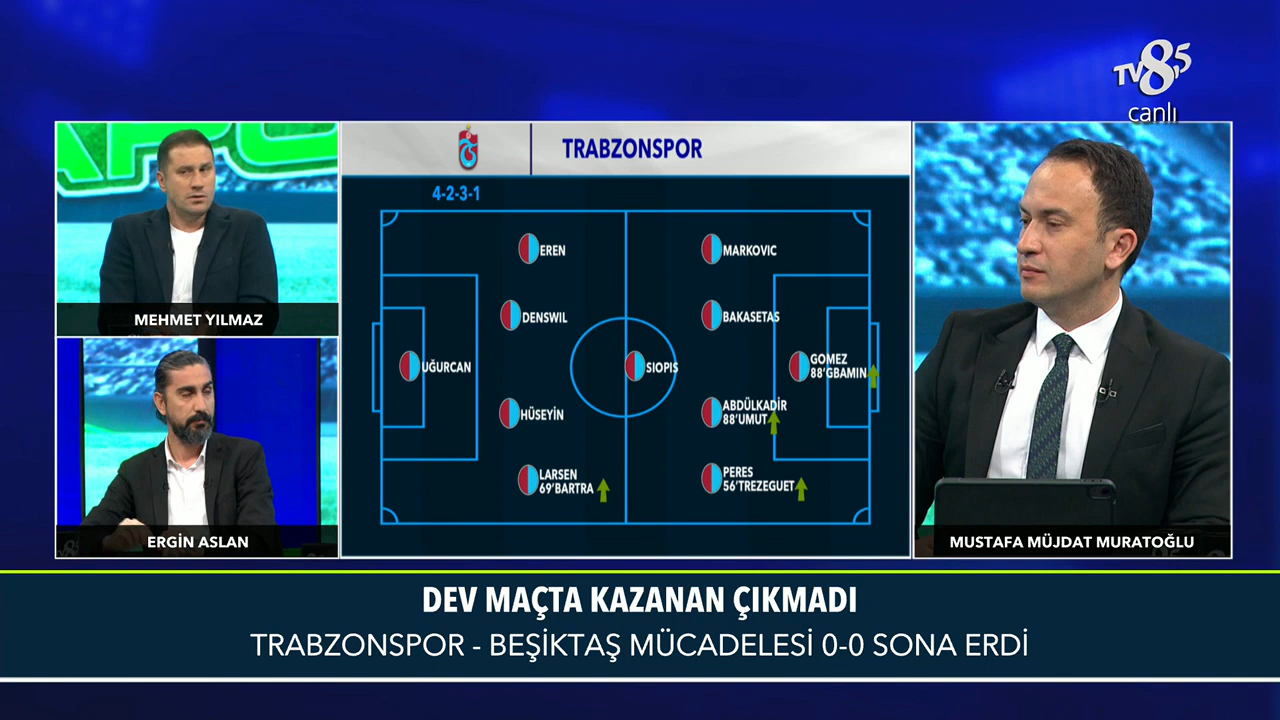 TV8,5
canlı
TRABZONSPOR
4-2-3-1
EREN
MARKOVIC
DENSWIL
BAKASETAS
UĞURCAN
SIOPIS
GOMEZ
88'GBAMIN
HÜSEYİN
ABDÜLKADİR
88'UMUT
LARSEN
69'BARTRA
PERES
56'TREZEGUET
MEHMET YILMAZ
ERGİN ASLAN
MUSTAFA MÜJDAT MURATOĞLU
DEV MAÇTA KAZANAN ÇIKMADI
TRABZONSPOR - BEŞİKTAŞ MÜCADELESİ 0-0 SONA ERDİ